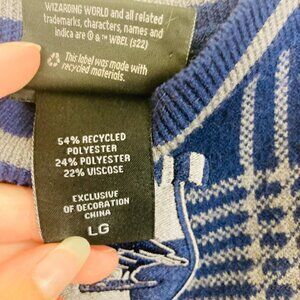 WIZARDING WORLD and all related
trademarks, characters, names and
indica are © & ™ WBEI. (s22)
This label was made with
recycled materials.
54% RECYCLED
POLYESTER
24% POLYESTER
22% VISCOSE
EXCLUSIVE
OF DECORATION
CHINA
LG